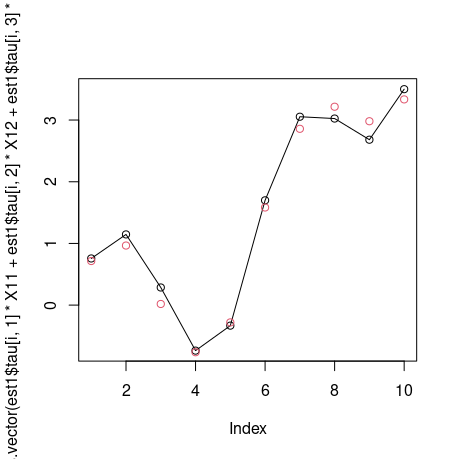 .vector(est1$tau[i, 1] * X11 + est1$tau[i, 2] * X12 + est1$tau[i, 3] *
3
2
1
0
2 4 6 8 10
Index